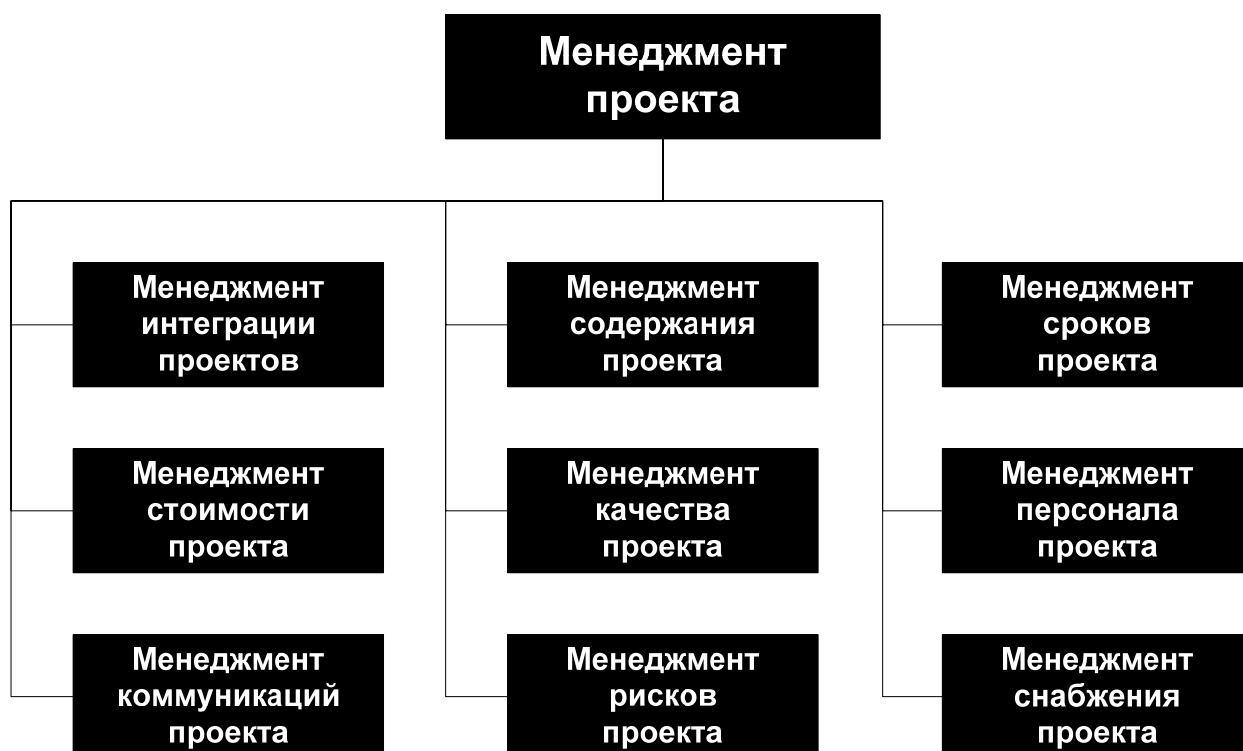 Менеджмент
проекта
Менеджмент
интеграции
проектов
Менеджмент
содержания
проекта
Менеджмент
сроков
проекта
Менеджмент
стоимости
проекта
Менеджмент
качества
проекта
Менеджмент
персонала
проекта
Менеджмент
коммуникаций
проекта
Менеджмент
рисков
проекта
Менеджмент
снабжения
проекта